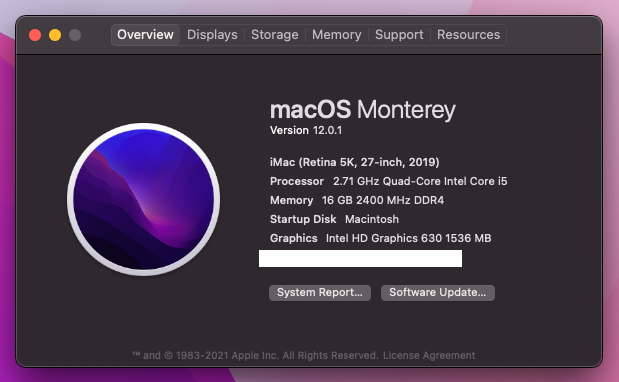 Overview Displays Storage Memory Support Resources
macOS Monterey
Version 12.0.1
iMac (Retina 5K, 27-inch, 2019)
Processor 2.71 GHz Quad-Core Intel Core i5
Memory 16 GB 2400 MHz DDR4
Startup Disk Macintosh
Graphics Intel HD Graphics 630 1536 MB
System Report... Software Update...
™ and © 1983-2021 Apple Inc. All Rights Reserved. License Agreement